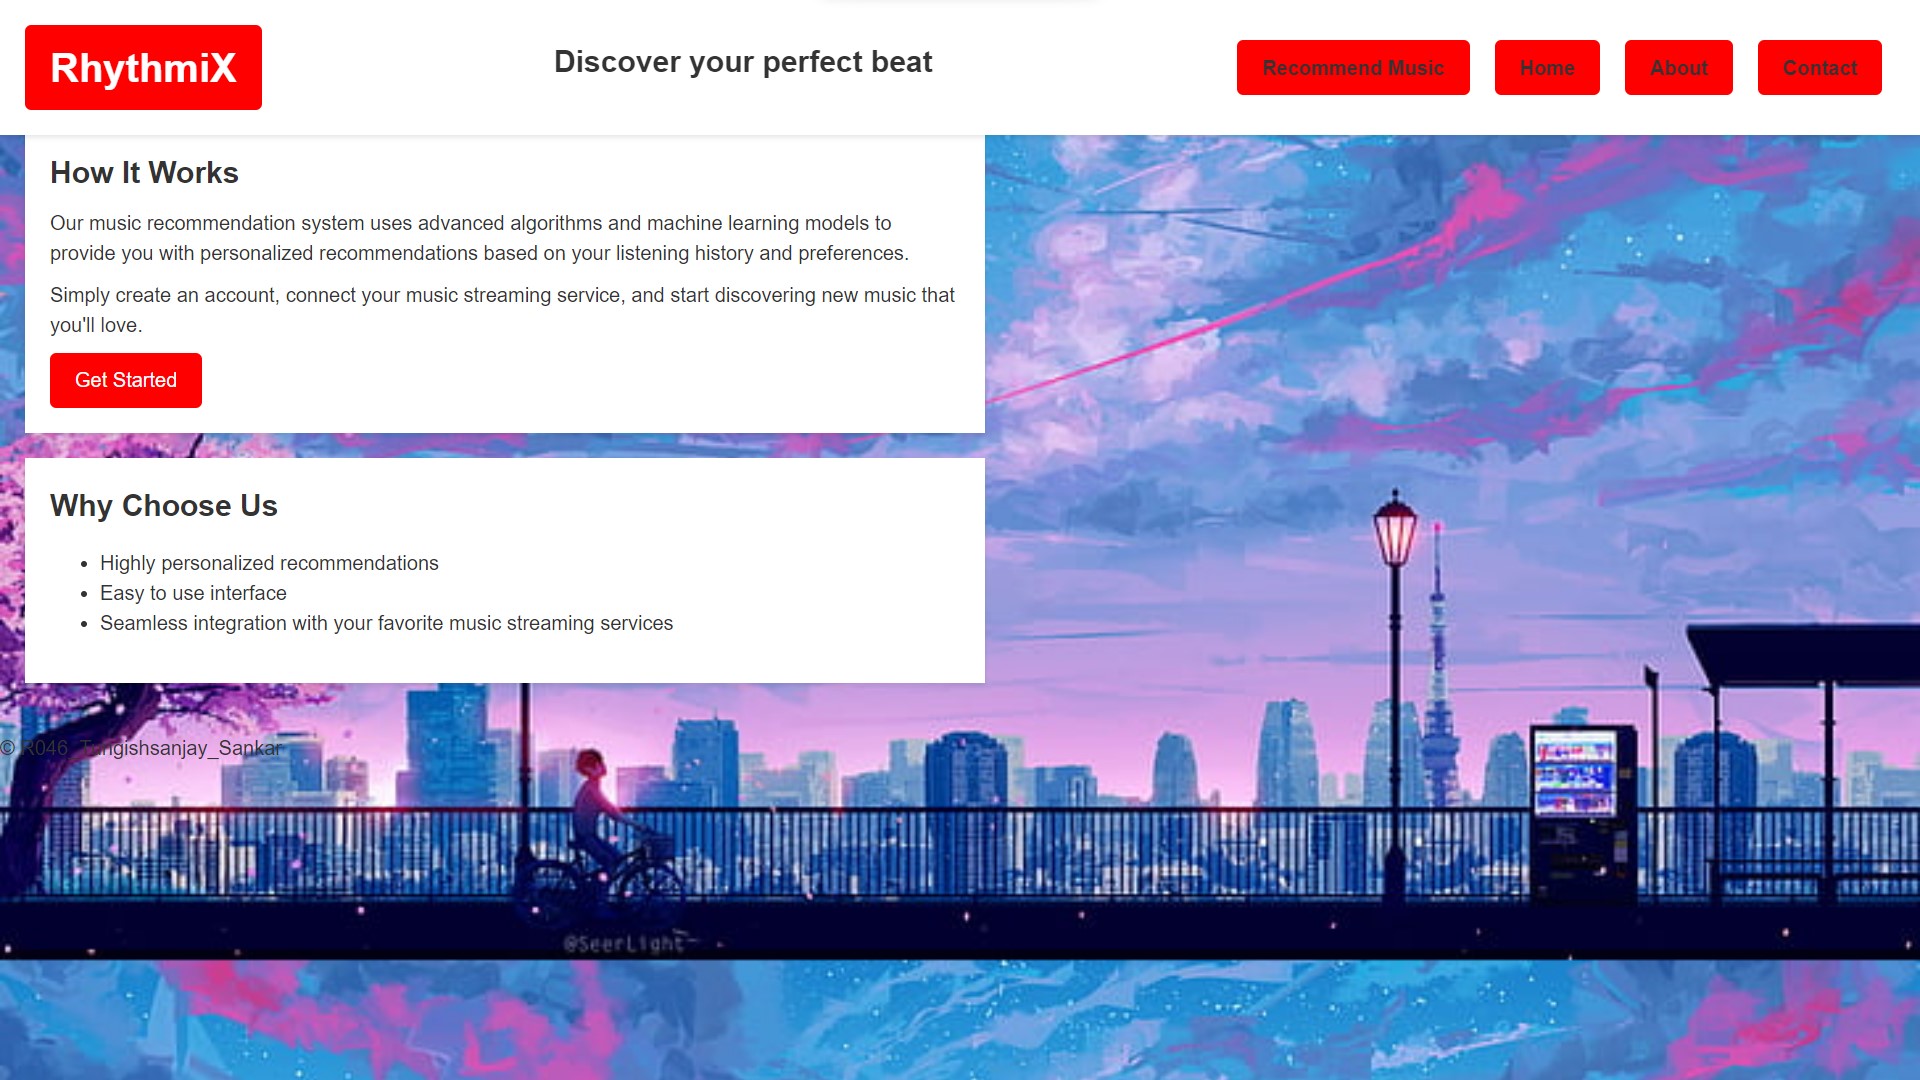 RhythmiX
Discover your perfect beat
Recommend Music
Home
About
Contact
How It Works
Our music recommendation system uses advanced algorithms and machine learning models to
provide you with personalized recommendations based on your listening history and preferences.
Simply create an account, connect your music streaming service, and start discovering new music that
you'll love.
Get Started
Why Choose Us
• Highly personalized recommendations
• Easy to use interface
• Seamless integration with your favorite music streaming services
© R046
@SeerLight